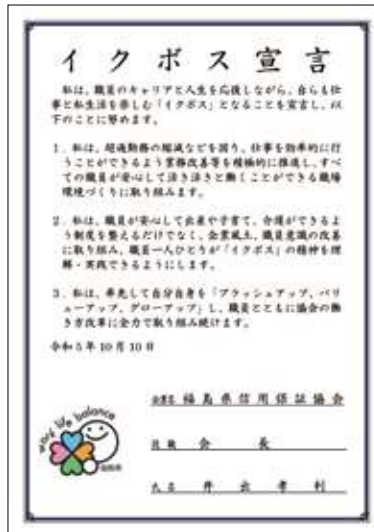 イクボス宣言
私は、職員のキャリアと人生を応援しながら、自らも仕
事と私生活を楽しむ「イクボス」となることを宣言し、以
下のことに努めます。
1.私は、超過勤務の縮減などを図り、仕事を効率的に行
うことができるよう業務改善等を積極的に推進し、すべ
ての職員が安心して活き活きと働くことができる職場
環境づくりに取り組みます。
2.私は、職員が安心して出産や子育て、介護ができるよ
う制度を整えるだけでなく、企業風土、職員意識の改善
に取り組み、職員一人ひとりが「イクボス」の精神を理
解・実践できるようにします。
3.私は、率先して自分自身を「ブラッシュアップ、バリ
ューアップ、グローアップ」し、職員とともに協会の働
き方改革に全力で取り組み続けます。
令和5年10月10日
work life balance
福島県
企業名 福島県信用保証協会
役職 会長
氏名 井出孝利